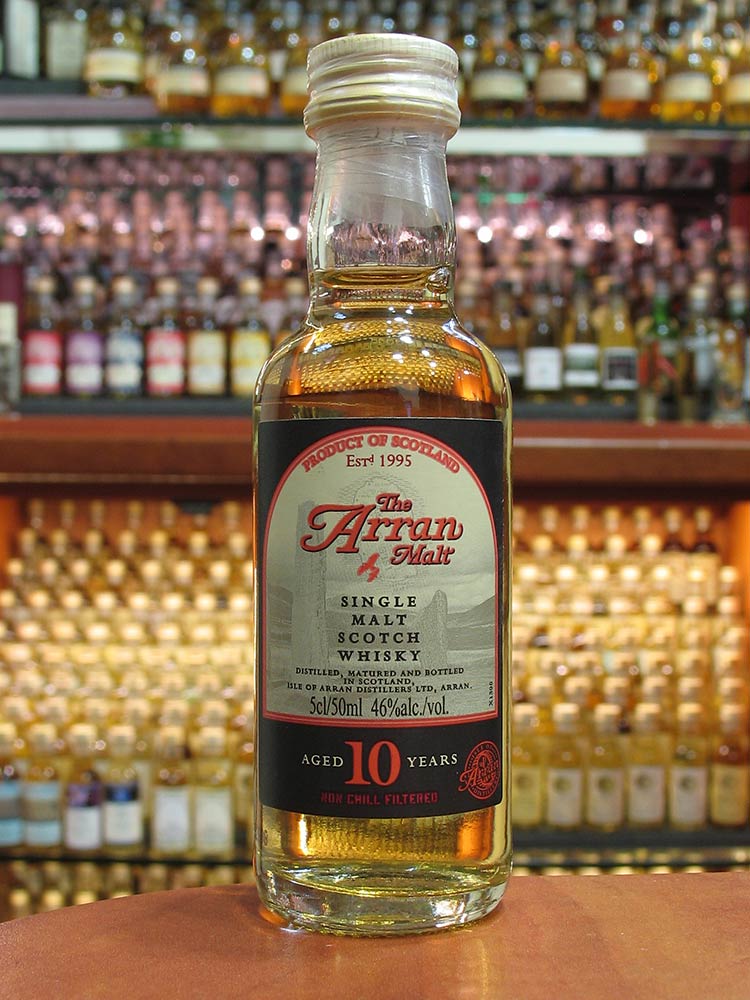 PRODUCT OF SCOTLAND
Estᵈ 1995
The
Arran
Malt
SINGLE
MALT
SCOTCH
WHISKY
DISTILLED, MATURED AND BOTTLED
IN SCOTLAND,
ISLE OF ARRAN DISTILLERS LTD, ARRAN.
5cl/50ml 46%alc./vol.
AGED 10 YEARS
Arran
NON CHILL FILTERED